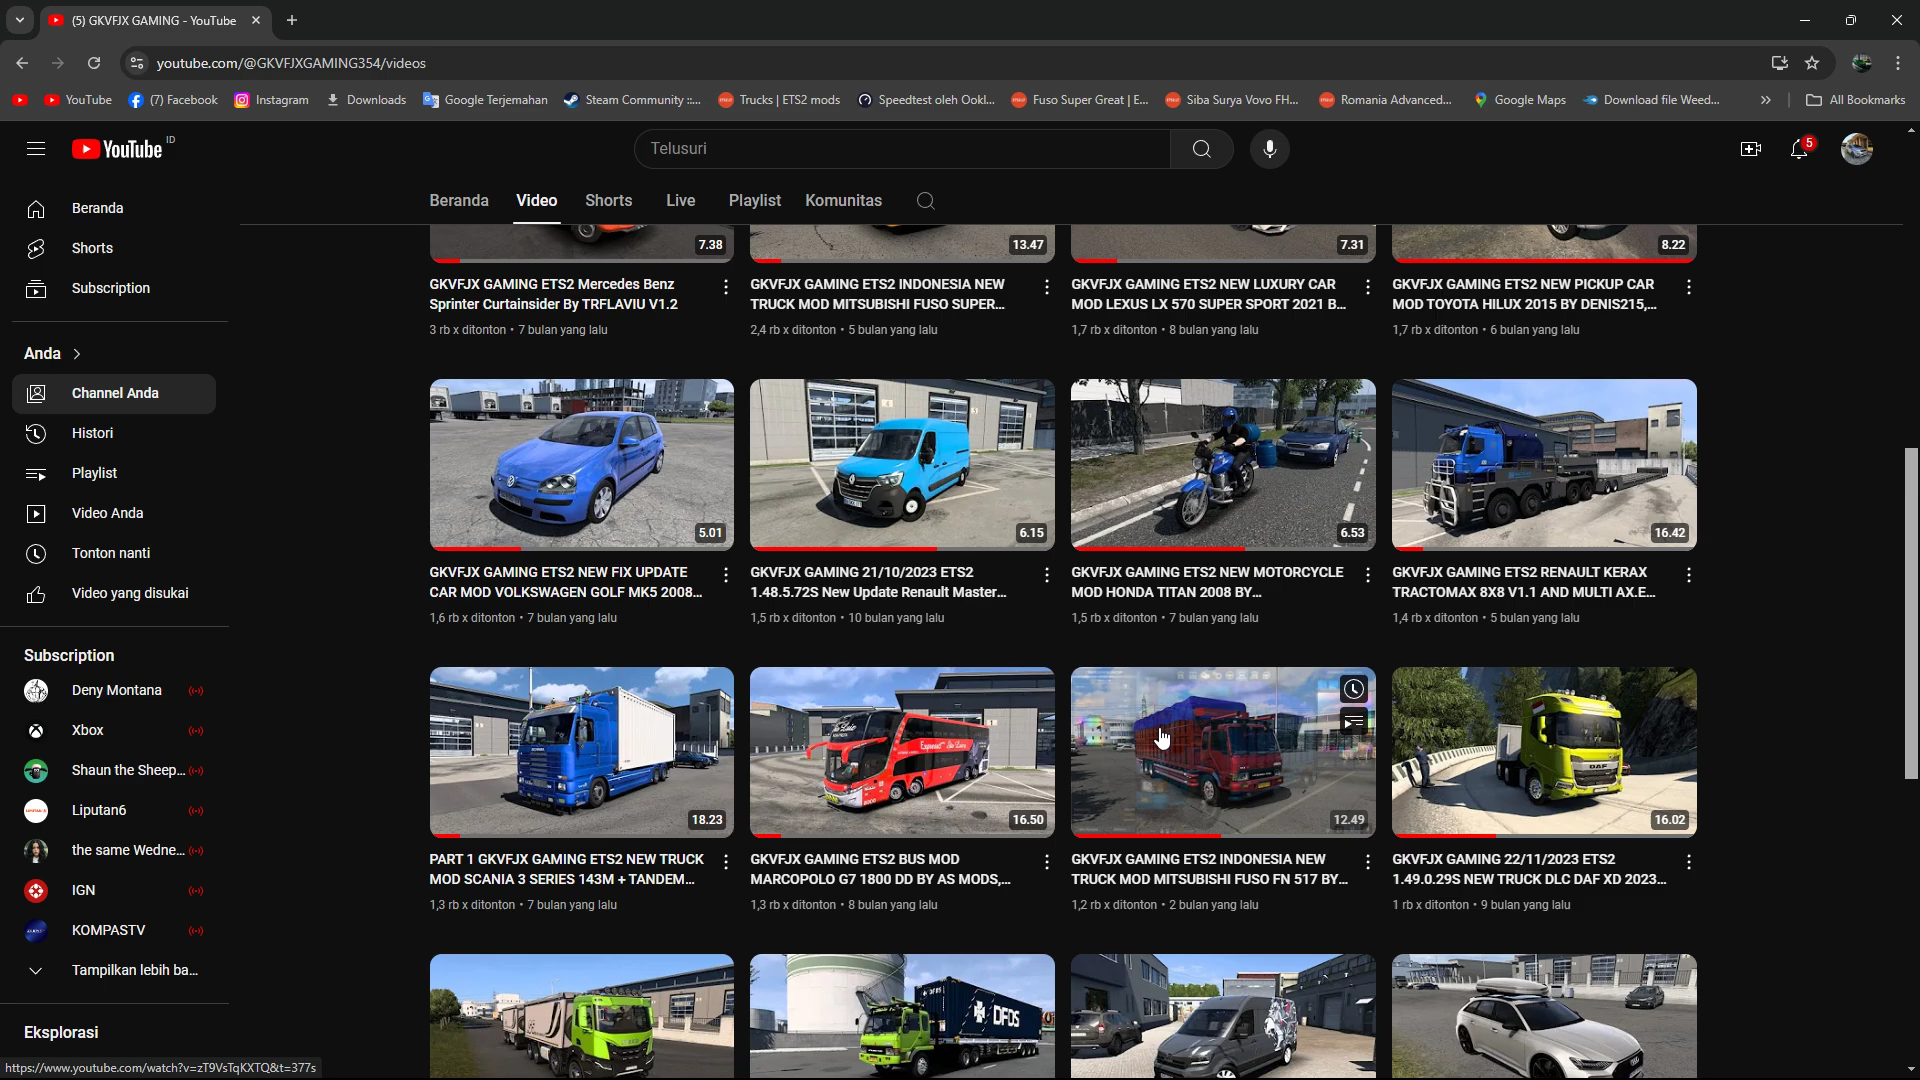 (5) GKVFJX GAMING - YouTube
youtube.com/@GKVFJXGAMING354/videos
YouTube
(7) Facebook
Instagram
Downloads
Google Terjemahan
Steam Community :...
Trucks | ETS2 mods
Speedtest oleh Ookl...
Fuso Super Great | E...
Siba Surya Vovo FH...
Romania Advanced...
Google Maps
Download file Weed...
All Bookmarks
YouTube ID
Telusuri
5
Beranda
Video
Shorts
Live
Playlist
Komunitas
Beranda
Shorts
Subscription
Anda
Channel Anda
Histori
Playlist
Video Anda
Tonton nanti
Video yang disukai
Subscription
Deny Montana
Xbox
Shaun the Sheep...
Liputan6
the same Wedne...
IGN
KOMPASTV
Tampilkan lebih ba...
Eksplorasi
7.38
13.47
7.31
8.22
GKVFJX GAMING ETS2 Mercedes Benz
Sprinter Curtainsider By TRFLAVIU V1.2
3 rb x ditonton • 7 bulan yang lalu
GKVFJX GAMING ETS2 INDONESIA NEW
TRUCK MOD MITSUBISHI FUSO SUPER...
2,4 rb x ditonton • 5 bulan yang lalu
GKVFJX GAMING ETS2 NEW LUXURY CAR
MOD LEXUS LX 570 SUPER SPORT 2021 B...
1,7 rb x ditonton • 8 bulan yang lalu
GKVFJX GAMING ETS2 NEW PICKUP CAR
MOD TOYOTA HILUX 2015 BY DENIS215,...
1,7 rb x ditonton • 6 bulan yang lalu
5.01
6.15
6.53
16.42
GKVFJX GAMING ETS2 NEW FIX UPDATE
CAR MOD VOLKSWAGEN GOLF MK5 2008...
1,6 rb x ditonton • 7 bulan yang lalu
GKVFJX GAMING 21/10/2023 ETS2
1.48.5.72S New Update Renault Master...
1,5 rb x ditonton • 10 bulan yang lalu
GKVFJX GAMING ETS2 NEW MOTORCYCLE
MOD HONDA TITAN 2008 BY...
1,5 rb x ditonton • 7 bulan yang lalu
GKVFJX GAMING ETS2 RENAULT KERAX
TRACTOMAX 8X8 V1.1 AND MULTI AX.E...
1,4 rb x ditonton • 5 bulan yang lalu
18.23
16.50
12.49
16.02
DAF
PART 1 GKVFJX GAMING ETS2 NEW TRUCK
MOD SCANIA 3 SERIES 143M + TANDEM...
1,3 rb x ditonton • 7 bulan yang lalu
GKVFJX GAMING ETS2 BUS MOD
MARCOPOLO G7 1800 DD BY AS MODS,...
1,3 rb x ditonton • 8 bulan yang lalu
GKVFJX GAMING ETS2 INDONESIA NEW
TRUCK MOD MITSUBISHI FUSO FN 517 BY...
1,2 rb x ditonton • 2 bulan yang lalu
GKVFJX GAMING 22/11/2023 ETS2
1.49.0.29S NEW TRUCK DLC DAF XD 2023...
1 rb x ditonton • 9 bulan yang lalu
DFDS
https://www.youtube.com/watch?v=zT9VsTqKXTQ&t=377s